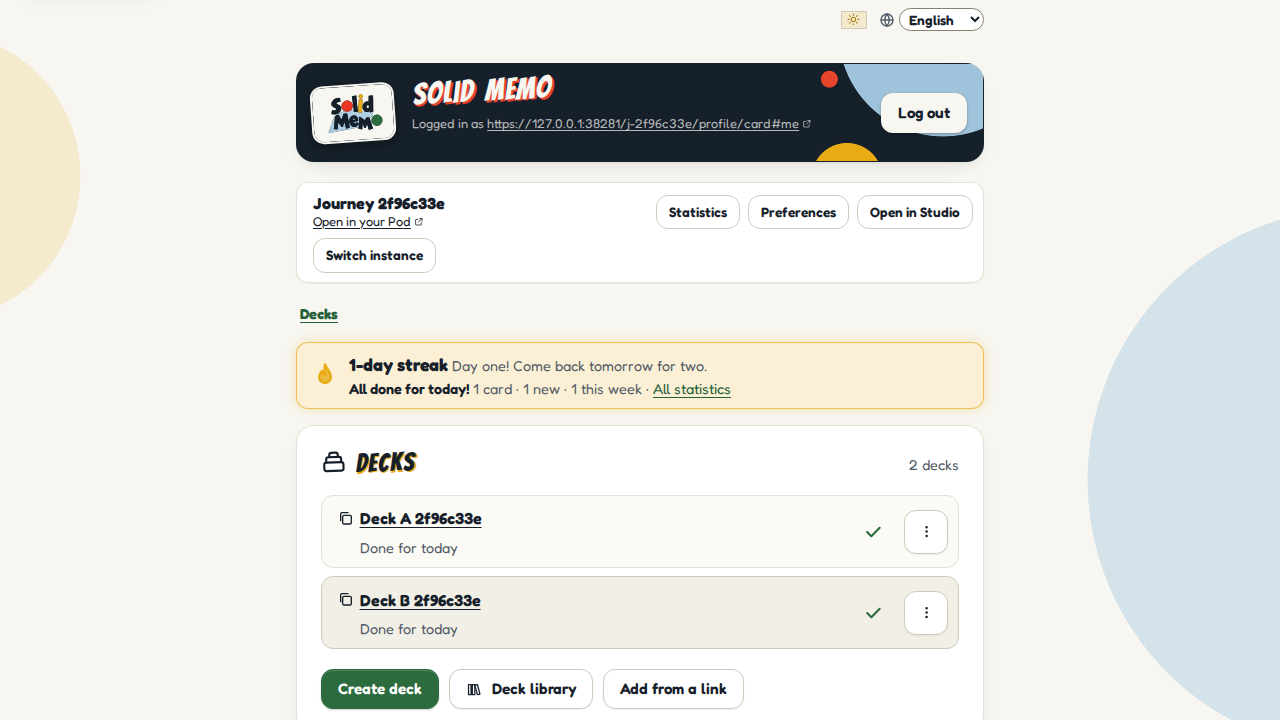 English
Solid Memo
SOLID MEMO
Logged in as https://127.0.0.1:38281/j-2f96c33e/profile/card#me
Log out
Journey 2f96c33e
Open in your Pod
Statistics
Preferences
Open in Studio
Switch instance
Decks
1-day streak Day one! Come back tomorrow for two.
All done for today! 1 card · 1 new · 1 this week · All statistics
DECKS
2 decks
Deck A 2f96c33e
Done for today
Deck B 2f96c33e
Done for today
Create deck
Deck library
Add from a link